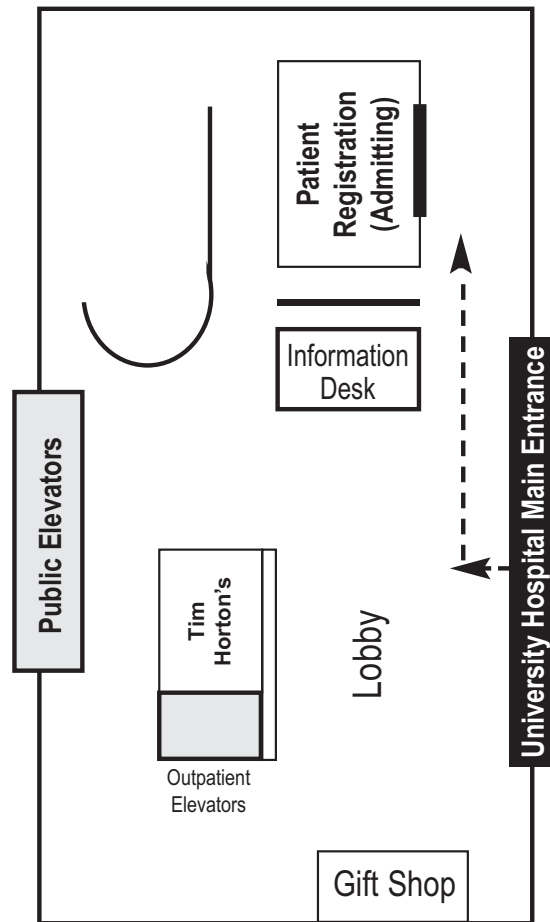 Patient
Registration
(Admitting)
Information
Desk
Public Elevators
University Hospital Main Entrance
Tim
Horton's
Lobby
Outpatient
Elevators
Gift Shop